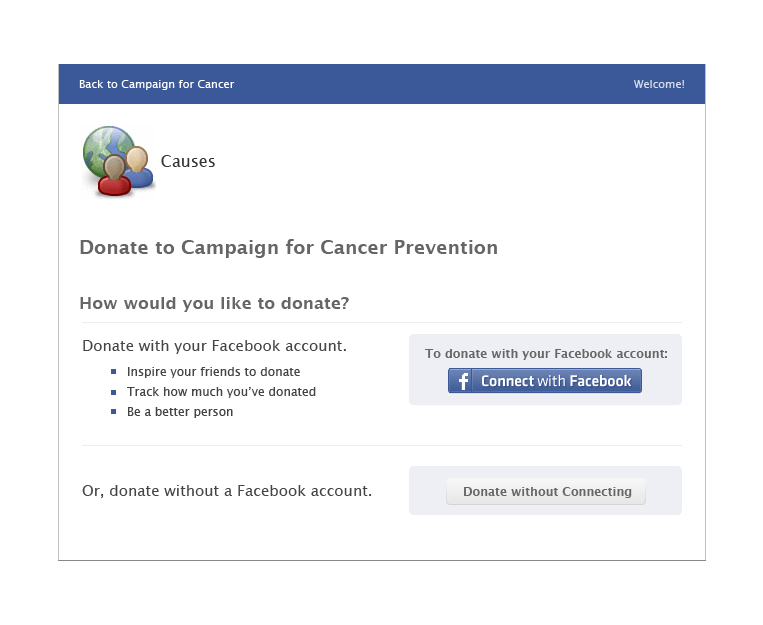 Back to Campaign for Cancer
Welcome!
Causes
Donate to Campaign for Cancer Prevention
How would you like to donate?
Donate with your Facebook account.
Inspire your friends to donate
Track how much you've donated
Be a better person
To donate with your Facebook account:
f Connect with Facebook
Or, donate without a Facebook account.
Donate without Connecting